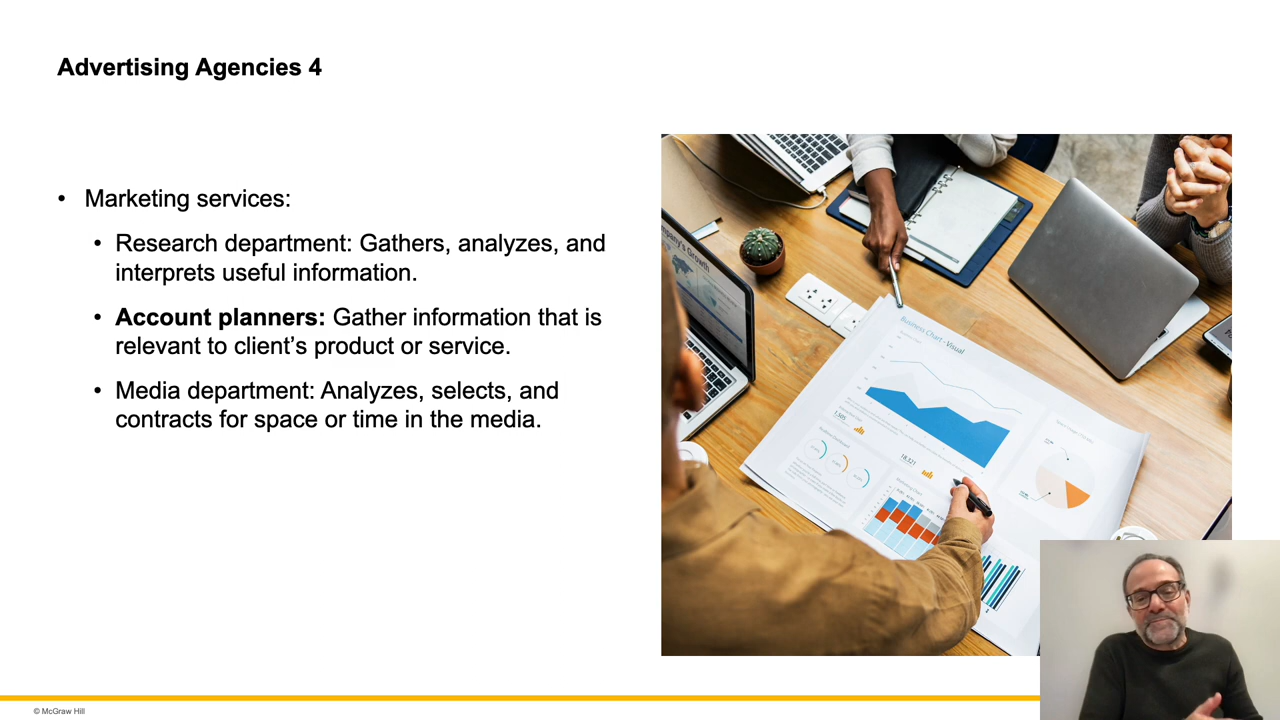 Advertising Agencies 4
• Marketing services:
• Research department: Gathers, analyzes, and
interprets useful information.
• Account planners: Gather information that is
relevant to client’s product or service.
• Media department: Analyzes, selects, and
contracts for space or time in the media.
Business Chart - Visual
18,321
© McGraw Hill